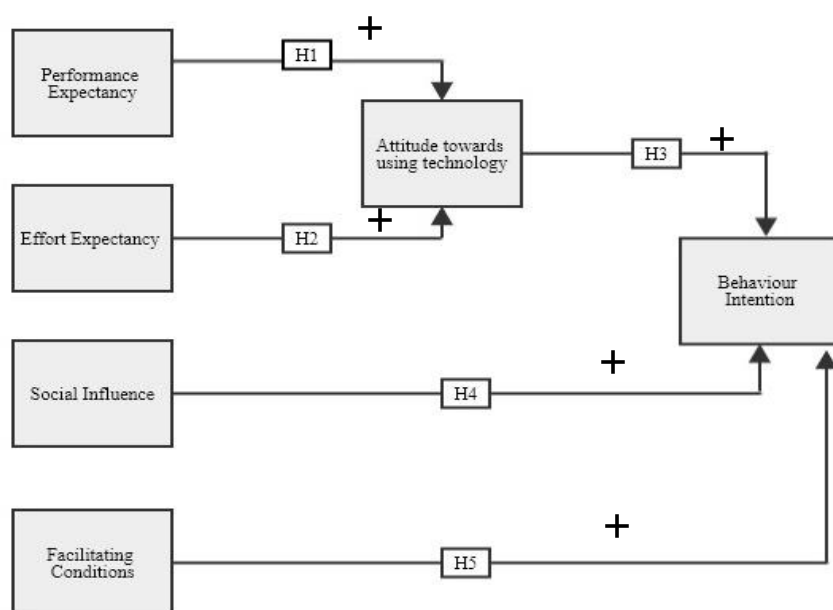 +
H1
Performance
Expectancy
Attitude towards
using technology
+
H3
+
Effort Expectancy
H2
Behaviour
Intention
+
Social Influence
H4
+
Facilitating
Conditions
H5